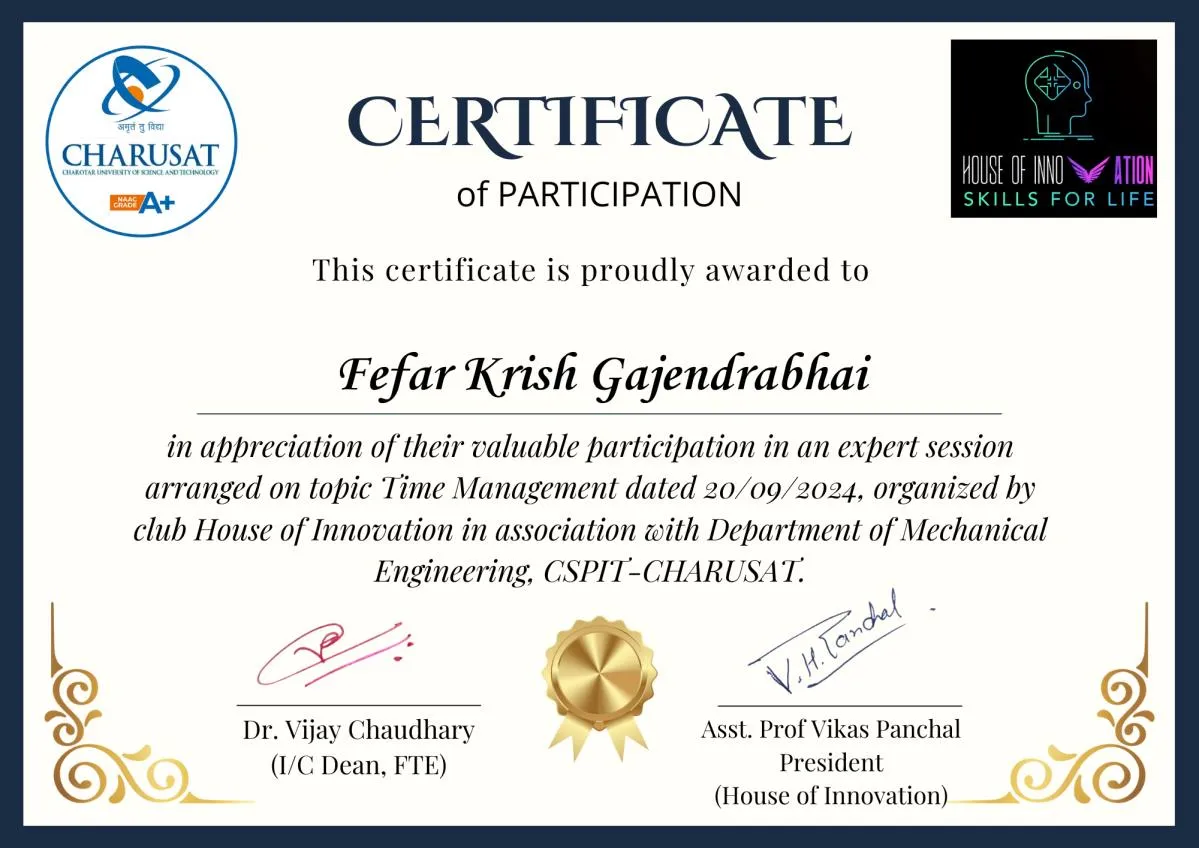 अमृतं तु विद्या
CHARUSAT
CHAROTAR UNIVERSITY OF SCIENCE AND TECHNOLOGY
NAAC
GRADE A+
HOUSE OF INNOVATION
SKILLS FOR LIFE
CERTIFICATE
of PARTICIPATION
This certificate is proudly awarded to
Fefar Krish Gajendrabhai
in appreciation of their valuable participation in an expert session
arranged on topic Time Management dated 20/09/2024, organized by
club House of Innovation in association with Department of Mechanical
Engineering, CSPIT-CHARUSAT.
V.H.Panchal
Dr. Vijay Chaudhary
(I/C Dean, FTE)
Asst. Prof Vikas Panchal
President
(House of Innovation)